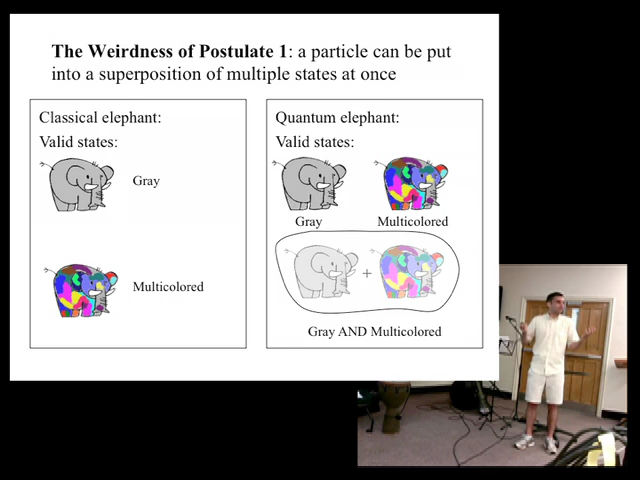 The Weirdness of Postulate 1: a particle can be put
into a superposition of multiple states at once
Classical elephant:
Valid states:
Gray
Multicolored
Quantum elephant:
Valid states:
Gray
Multicolored
+
Gray AND Multicolored